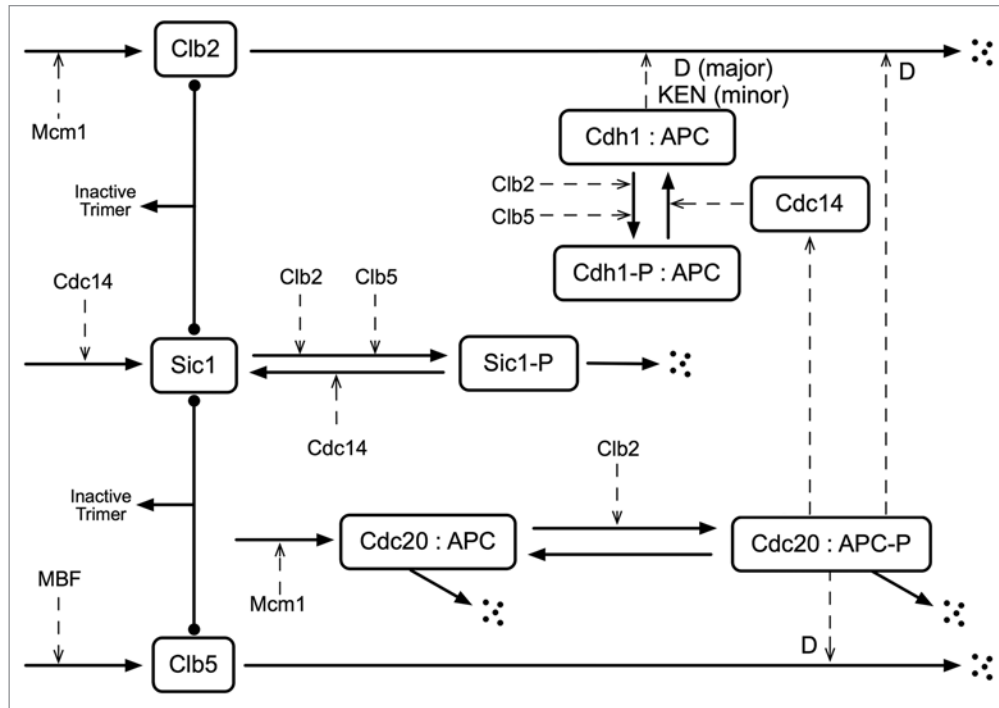 Clb2
D (major)
KEN (minor)
D
Mcm1
Cdh1 : APC
Inactive
Trimer
Clb2
Clb5
Cdc14
Cdh1-P : APC
Cdc14
Clb2
Clb5
Sic1
Sic1-P
Cdc14
Clb2
Inactive
Trimer
Cdc20 : APC
Cdc20 : APC-P
MBF
Mcm1
D
Clb5